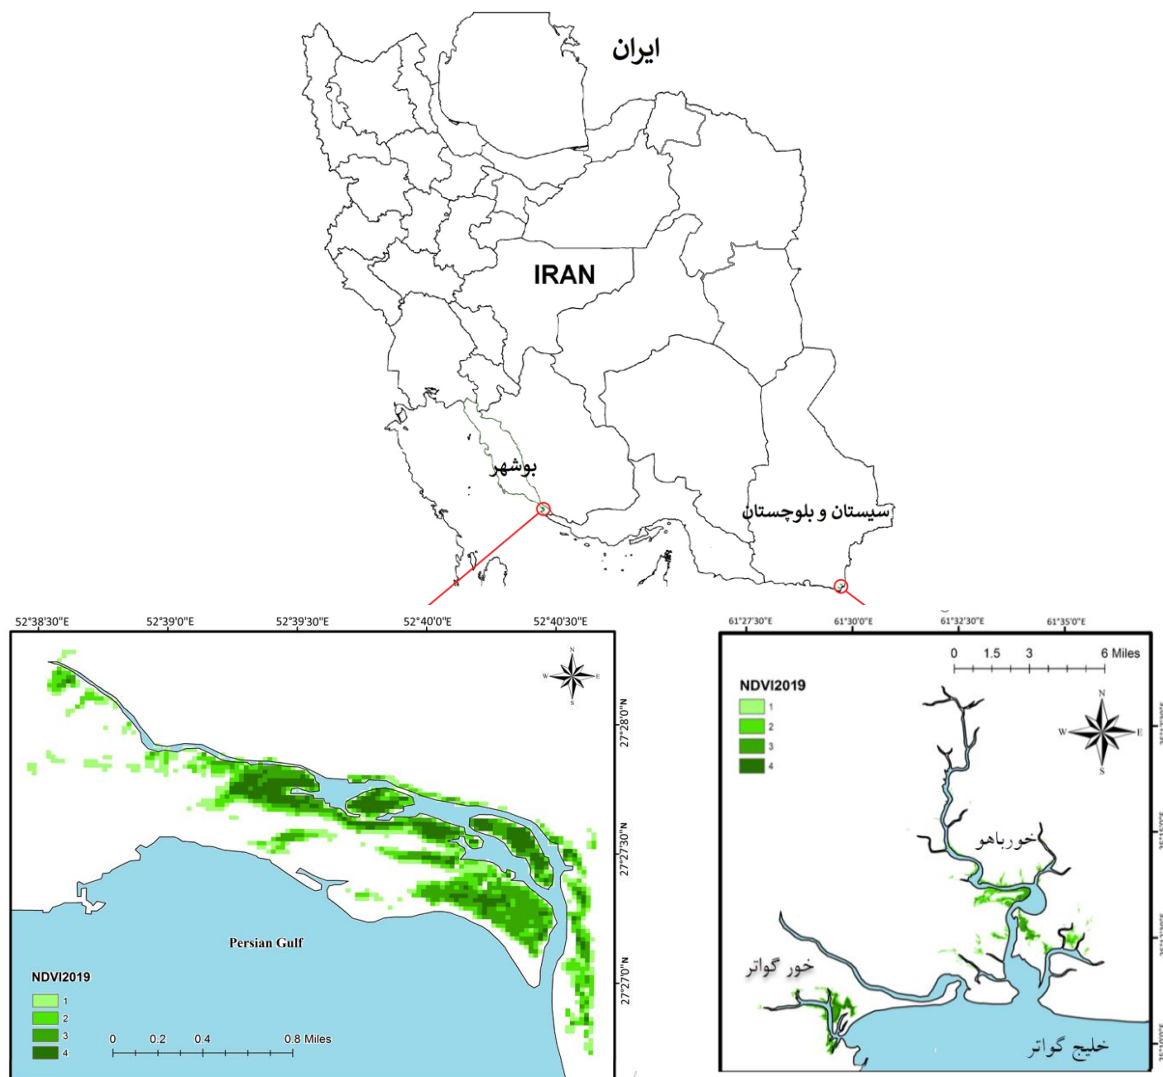 ایران
IRAN
بوشهر
سیستان و بلوچستان
52°38'30"E
52°39'0"E
52°39'30"E
52°40'0"E
52°40'30"E
N
W
E
S
27°28'0"N
27°27'30"N
27°27'0"N
Persian Gulf
NDVI2019
1
2
3
4
0
0.2
0.4
0.8 Miles
61°27'30"E
61°30'0"E
61°32'30"E
61°35'0"E
0
1.5
3
6 Miles
NDVI2019
1
2
3
4
N
W
E
S
خورباهو
خور گواتر
خلیج گواتر